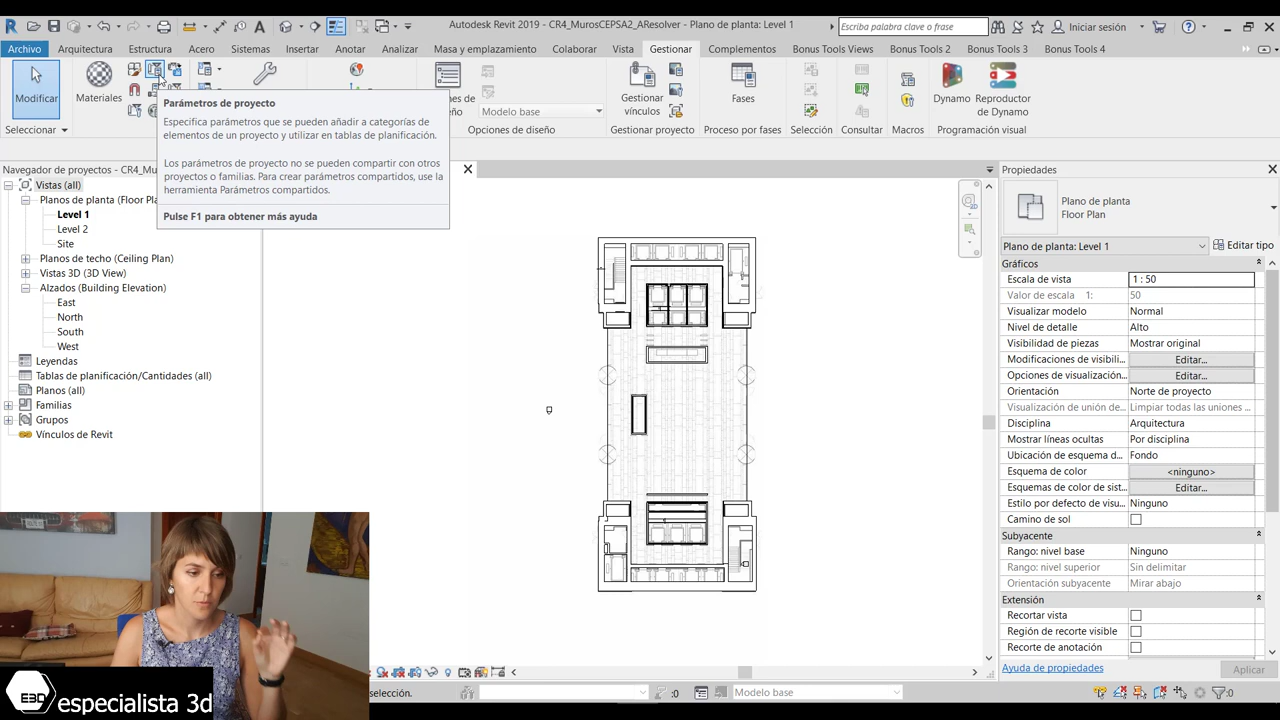 Autodesk Revit 2019 - CR4_MurosCEPSA2_AResolver - Plano de planta: Level 1
Escriba palabra clave o frase
Iniciar sesión
Archivo
Arquitectura
Estructura
Acero
Sistemas
Insertar
Anotar
Analizar
Masa y emplazamiento
Colaborar
Vista
Gestionar
Complementos
Bonus Tools Views
Bonus Tools 2
Bonus Tools 3
Bonus Tools 4
Modificar
Materiales
Modelo base
Gestionar
vínculos
Fases
Dynamo
Reproductor
de Dynamo
Seleccionar
Opciones de diseño
Gestionar proyecto
Proceso por fases
Selección
Consultar
Macros
Programación visual
Parámetros de proyecto
Especifica parámetros que se pueden añadir a categorías de
elementos de un proyecto y utilizar en tablas de planificación.
Los parámetros de proyecto no se pueden compartir con otros
proyectos o familias. Para crear parámetros compartidos, use la
herramienta Parámetros compartidos.
Pulse F1 para obtener más ayuda
Navegador de proyectos - CR4_Mu
Vistas (all)
Planos de planta (Floor Pla
Level 1
Level 2
Site
Planos de techo (Ceiling Plan)
Vistas 3D (3D View)
Alzados (Building Elevation)
East
North
South
West
Leyendas
Tablas de planificación/Cantidades (all)
Planos (all)
Familias
Grupos
Vínculos de Revit
Propiedades
Plano de planta
Floor Plan
Plano de planta: Level 1
Editar tipo
Gráficos
Escala de vista 1 : 50
Valor de escala 1: 50
Visualizar modelo Normal
Nivel de detalle Alto
Visibilidad de piezas Mostrar original
Modificaciones de visibili... Editar...
Opciones de visualización... Editar...
Orientación Norte de proyecto
Visualización de unión de... Limpiar todas las uniones ...
Disciplina Arquitectura
Mostrar líneas ocultas Por disciplina
Ubicación de esquema d... Fondo
Esquema de color <ninguno>
Esquemas de color de sist... Editar...
Estilo por defecto de visu... Ninguno
Camino de sol
Subyacente
Rango: nivel base Ninguno
Rango: nivel superior Sin delimitar
Orientación subyacente Mirar abajo
Extensión
Recortar vista
Región de recorte visible
Recorte de anotación
Ayuda de propiedades
Aplicar
selección.
:0
Modelo base
:0
E3D
especialista 3d